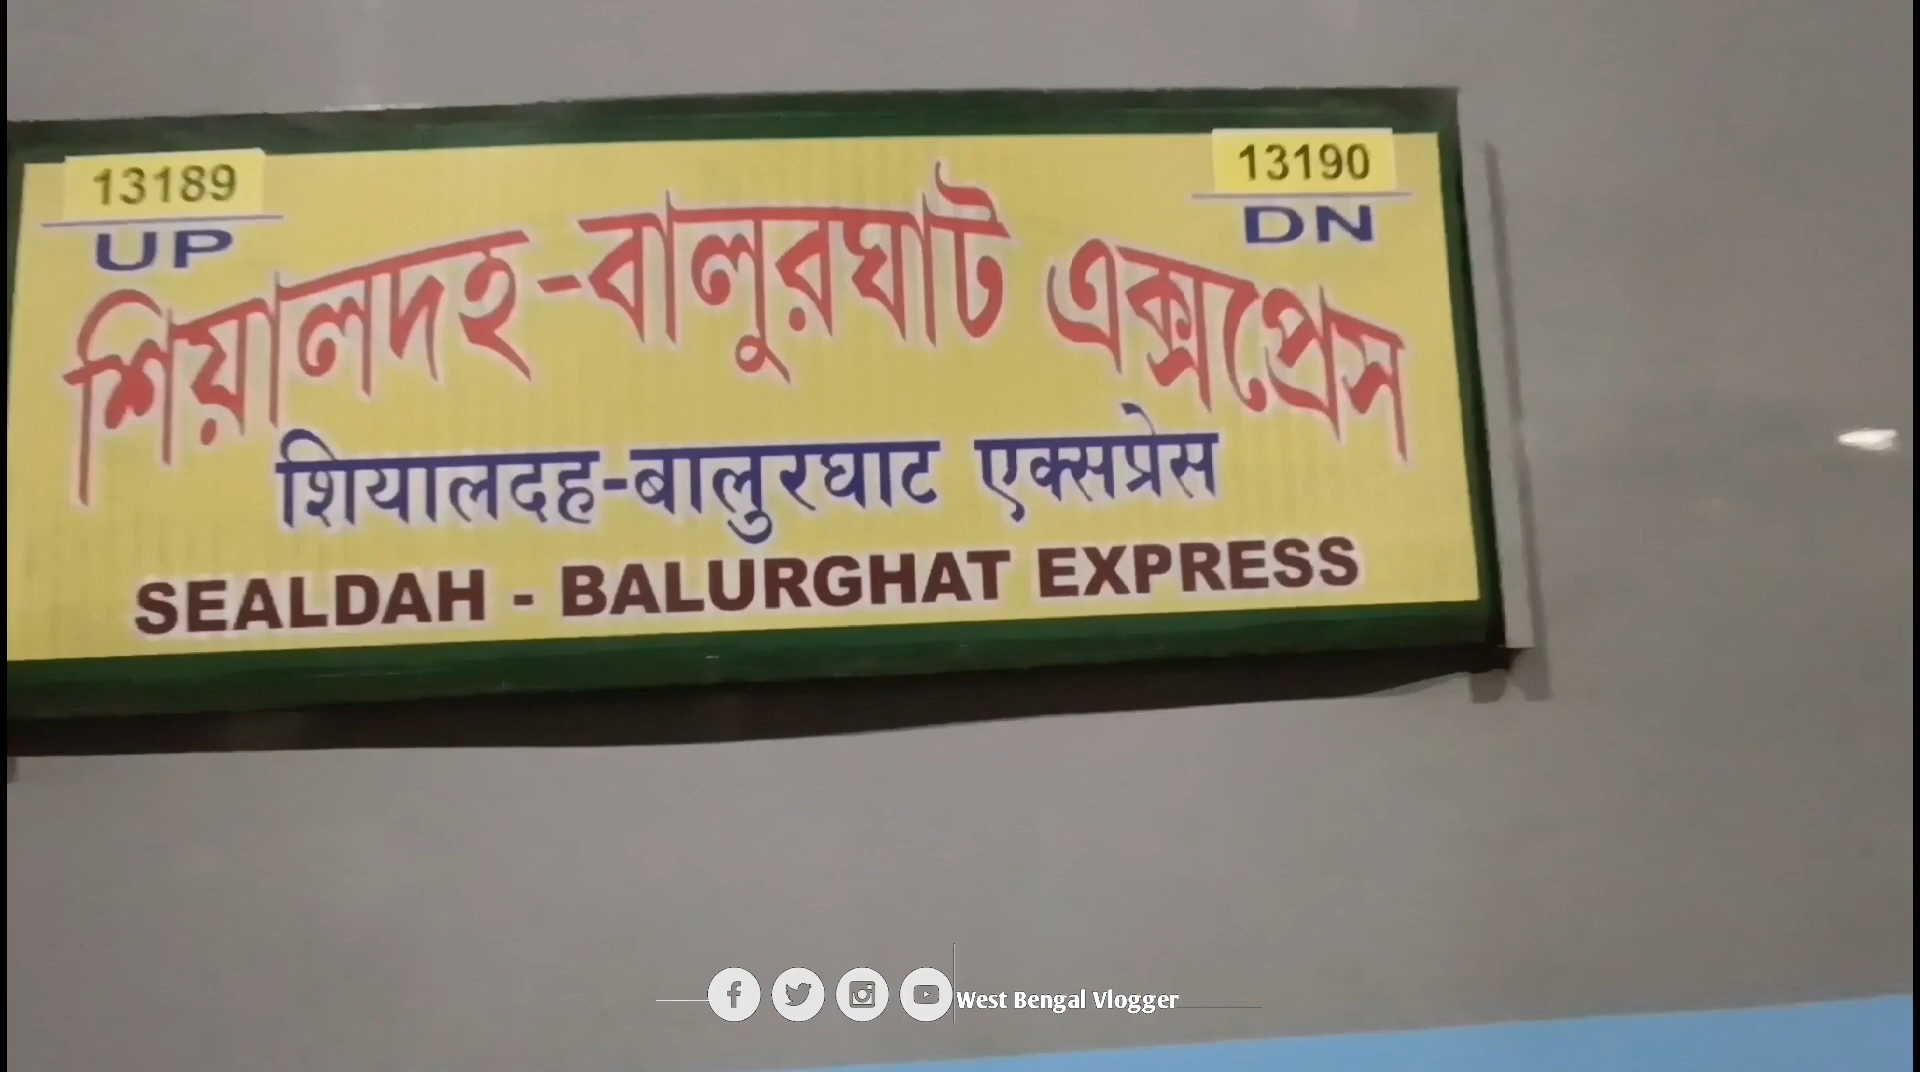 13189
UP
13190
DN
শিয়ালদহ-বালুরঘাট এক্সপ্রেস
शियालदह-बालुरघाट एक्सप्रेस
SEALDAH - BALURGHAT EXPRESS
West Bengal Vlogger